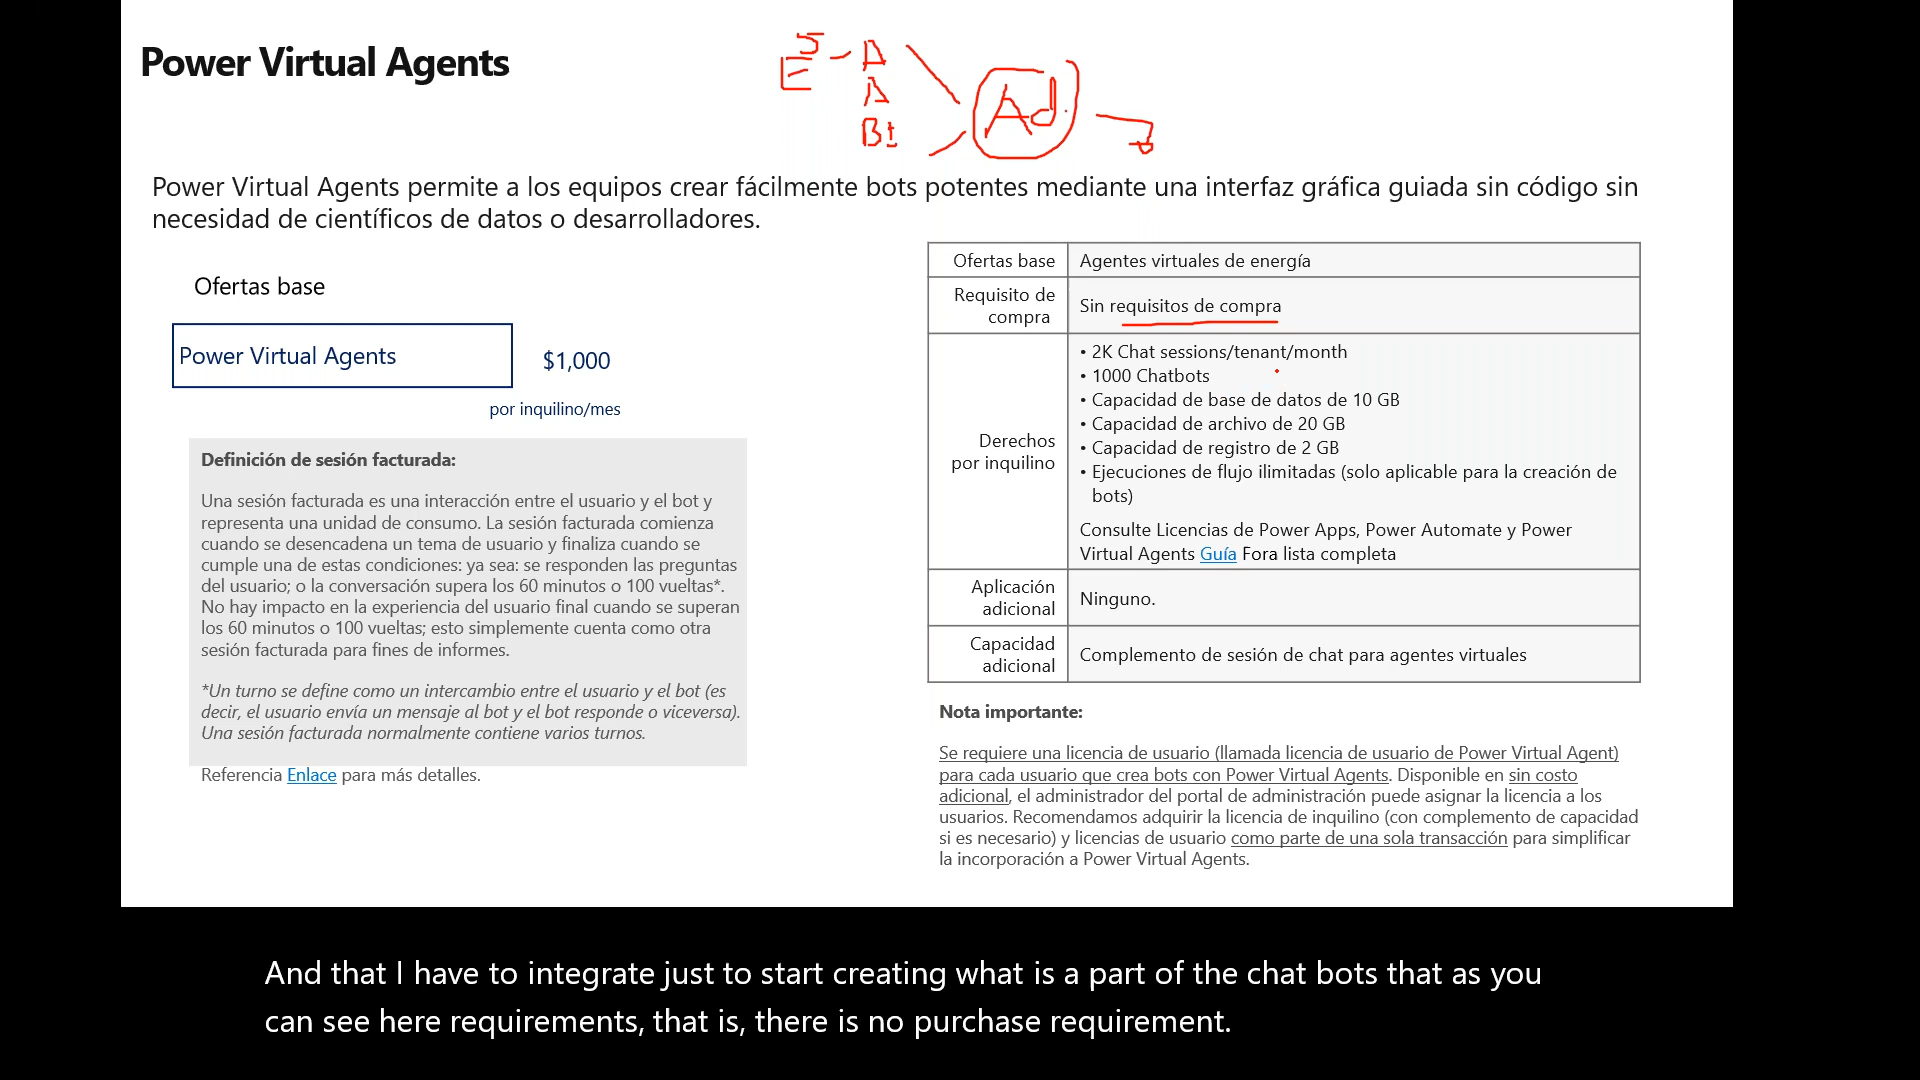 Power Virtual Agents
E5 - A
A
BI
Ad
Power Virtual Agents permite a los equipos crear fácilmente bots potentes mediante una interfaz gráfica guiada sin código sin
necesidad de científicos de datos o desarrolladores.
Ofertas base
Power Virtual Agents
$1,000
por inquilino/mes
Definición de sesión facturada:
Una sesión facturada es una interacción entre el usuario y el bot y
representa una unidad de consumo. La sesión facturada comienza
cuando se desencadena un tema de usuario y finaliza cuando se
cumple una de estas condiciones: ya sea: se responden las preguntas
del usuario; o la conversación supera los 60 minutos o 100 vueltas*.
No hay impacto en la experiencia del usuario final cuando se superan
los 60 minutos o 100 vueltas; esto simplemente cuenta como otra
sesión facturada para fines de informes.
*Un turno se define como un intercambio entre el usuario y el bot (es
decir, el usuario envía un mensaje al bot y el bot responde o viceversa).
Una sesión facturada normalmente contiene varios turnos.
Referencia Enlace para más detalles.
Ofertas base
Agentes virtuales de energía
Requisito de
compra
Sin requisitos de compra
Derechos
por inquilino
• 2K Chat sessions/tenant/month
• 1000 Chatbots
• Capacidad de base de datos de 10 GB
• Capacidad de archivo de 20 GB
• Capacidad de registro de 2 GB
• Ejecuciones de flujo ilimitadas (solo aplicable para la creación de
bots)
Consulte Licencias de Power Apps, Power Automate y Power
Virtual Agents Guía Fora lista completa
Aplicación
adicional
Ninguno.
Capacidad
adicional
Complemento de sesión de chat para agentes virtuales
Nota importante:
Se requiere una licencia de usuario (llamada licencia de usuario de Power Virtual Agent)
para cada usuario que crea bots con Power Virtual Agents. Disponible en sin costo
adicional, el administrador del portal de administración puede asignar la licencia a los
usuarios. Recomendamos adquirir la licencia de inquilino (con complemento de capacidad
si es necesario) y licencias de usuario como parte de una sola transacción para simplificar
la incorporación a Power Virtual Agents.
And that I have to integrate just to start creating what is a part of the chat bots that as you
can see here requirements, that is, there is no purchase requirement.